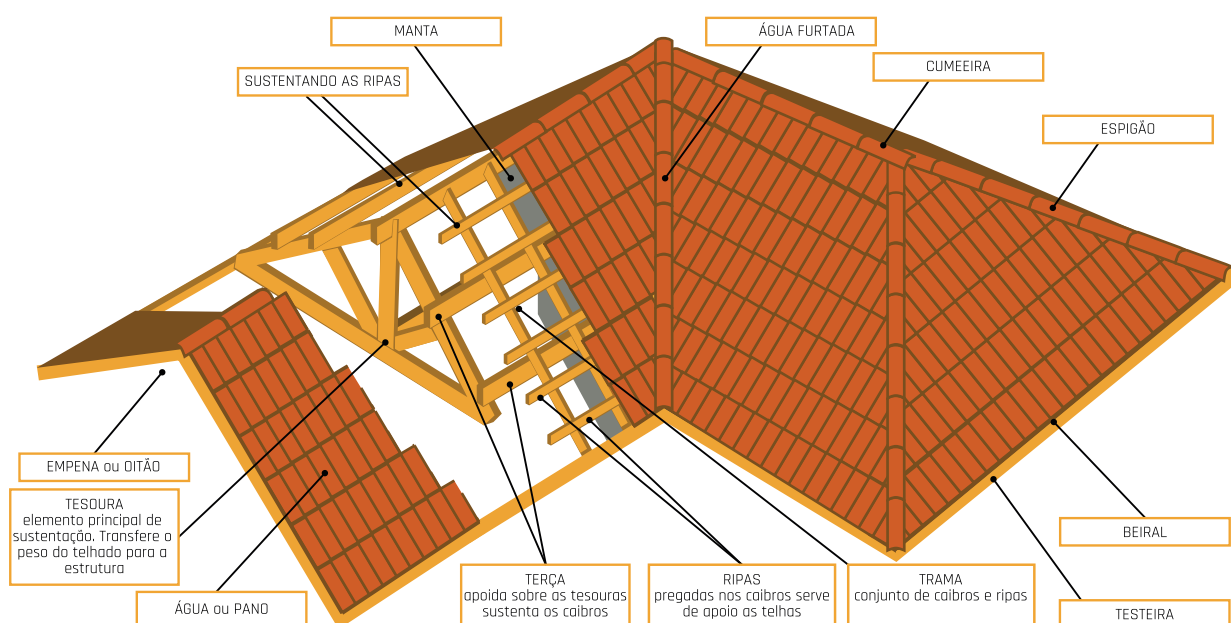 MANTA
ÁGUA FURTADA
CUMEEIRA
SUSTENTANDO AS RIPAS
ESPIGÃO
EMPENA ou OITÃO
TESOURA
elemento principal de
sustentação. Transfere o
peso do telhado para a
estrutura
BEIRAL
ÁGUA ou PANO
TERÇA
apoida sobre as tesouras
sustenta os caibros
RIPAS
pregadas nos caibros serve
de apoio as telhas
TRAMA
conjunto de caibros e ripas
TESTEIRA